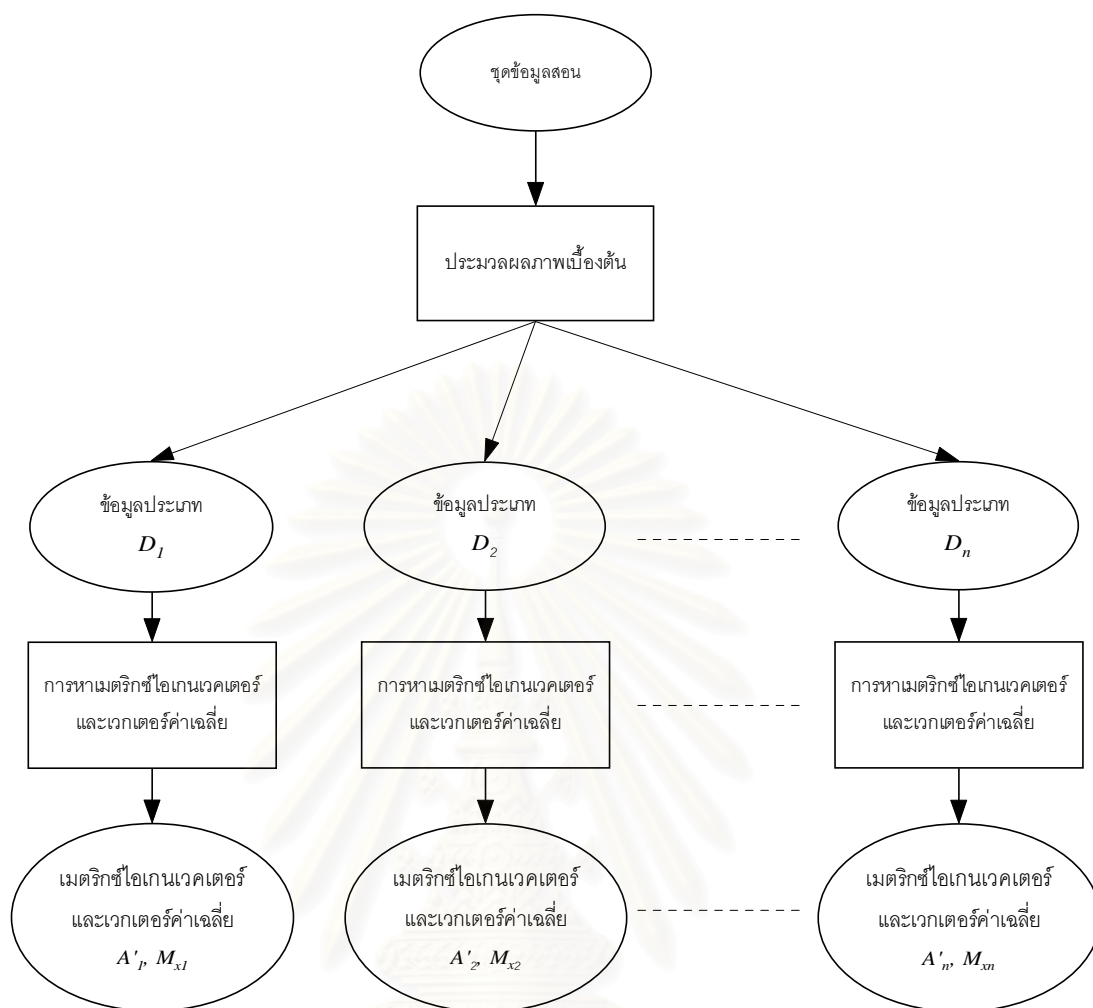 ชุดข้อมูลสอน
ประมวลผลภาพเบื้องต้น
ข้อมูลประเภท
D_1
ข้อมูลประเภท
D_2
ข้อมูลประเภท
D_n
การหาเมตริกซ์ไอเกนเวคเตอร์
และเวกเตอร์ค่าเฉลี่ย
การหาเมตริกซ์ไอเกนเวคเตอร์
และเวกเตอร์ค่าเฉลี่ย
การหาเมตริกซ์ไอเกนเวคเตอร์
และเวกเตอร์ค่าเฉลี่ย
เมตริกซ์ไอเกนเวคเตอร์
และเวกเตอร์ค่าเฉลี่ย
A'_1, M_{x1}
เมตริกซ์ไอเกนเวคเตอร์
และเวกเตอร์ค่าเฉลี่ย
A'_2, M_{x2}
เมตริกซ์ไอเกนเวคเตอร์
และเวกเตอร์ค่าเฉลี่ย
A'_n, M_{xn}